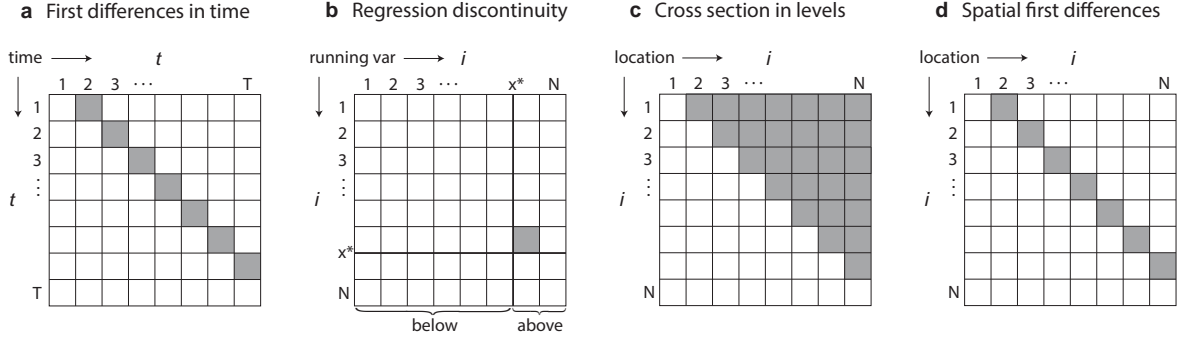 a First differences in time
time t
1 2 3 ... T
1
2
3
...
t
T
b Regression discontinuity
running var i
1 2 3 ... x* N
1
2
3
...
i
x*
N
below above
c Cross section in levels
location i
1 2 3 ... N
1
2
3
...
i
N
d Spatial first differences
location i
1 2 3 ... N
1
2
3
...
i
N